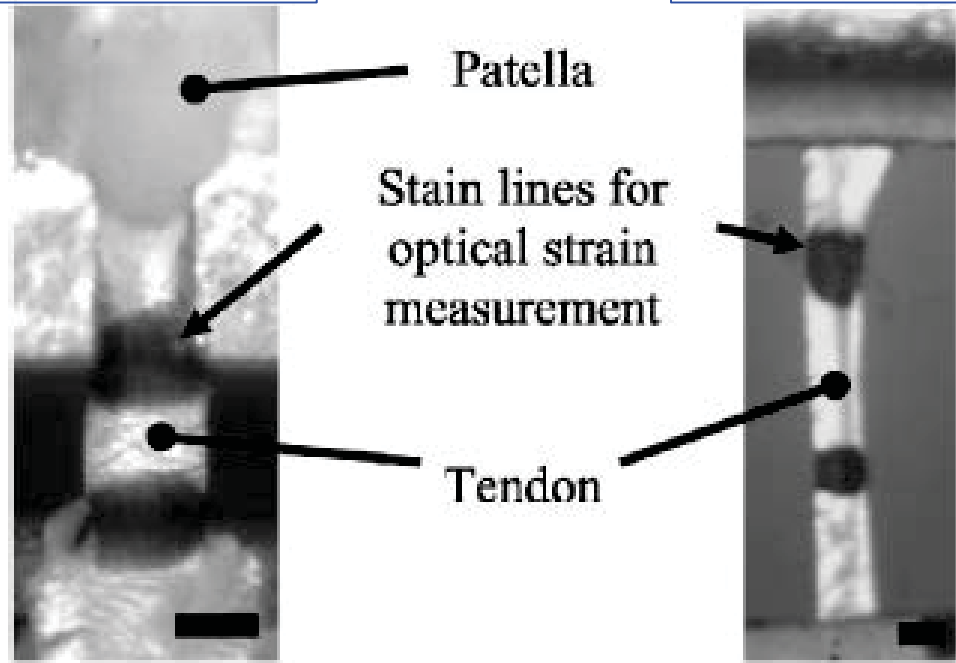 Patella
Stain lines for
optical strain
measurement
Tendon